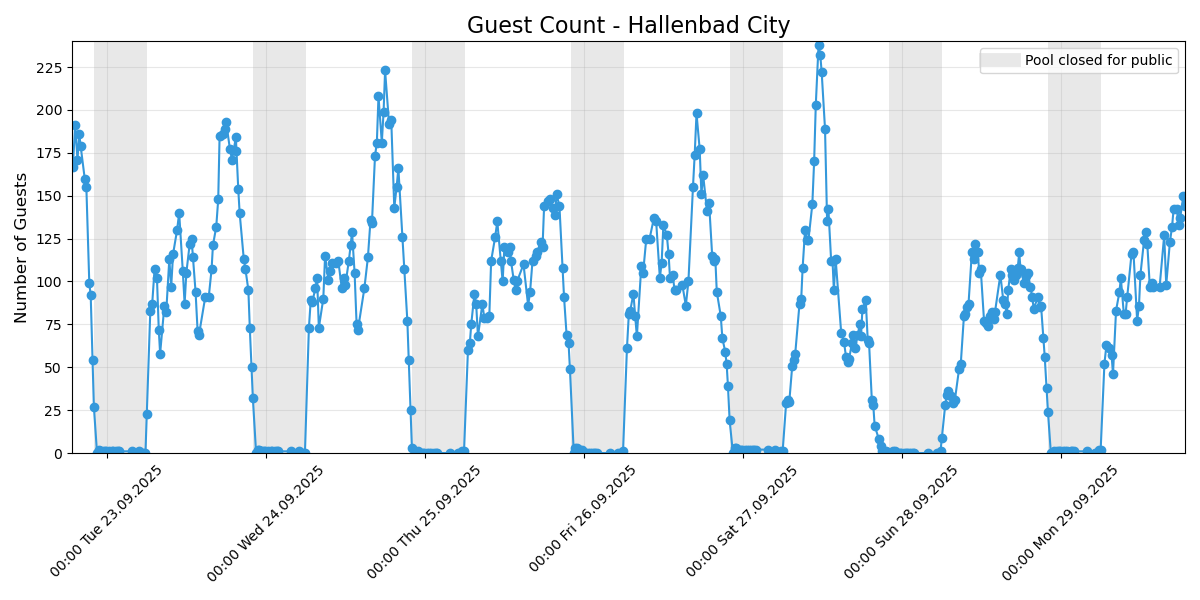 Guest Count - Hallenbad City
Pool closed for public
Number of Guests
225
200
175
150
125
100
75
50
25
0
00:00 Tue 23.09.2025
00:00 Wed 24.09.2025
00:00 Thu 25.09.2025
00:00 Fri 26.09.2025
00:00 Sat 27.09.2025
00:00 Sun 28.09.2025
00:00 Mon 29.09.2025